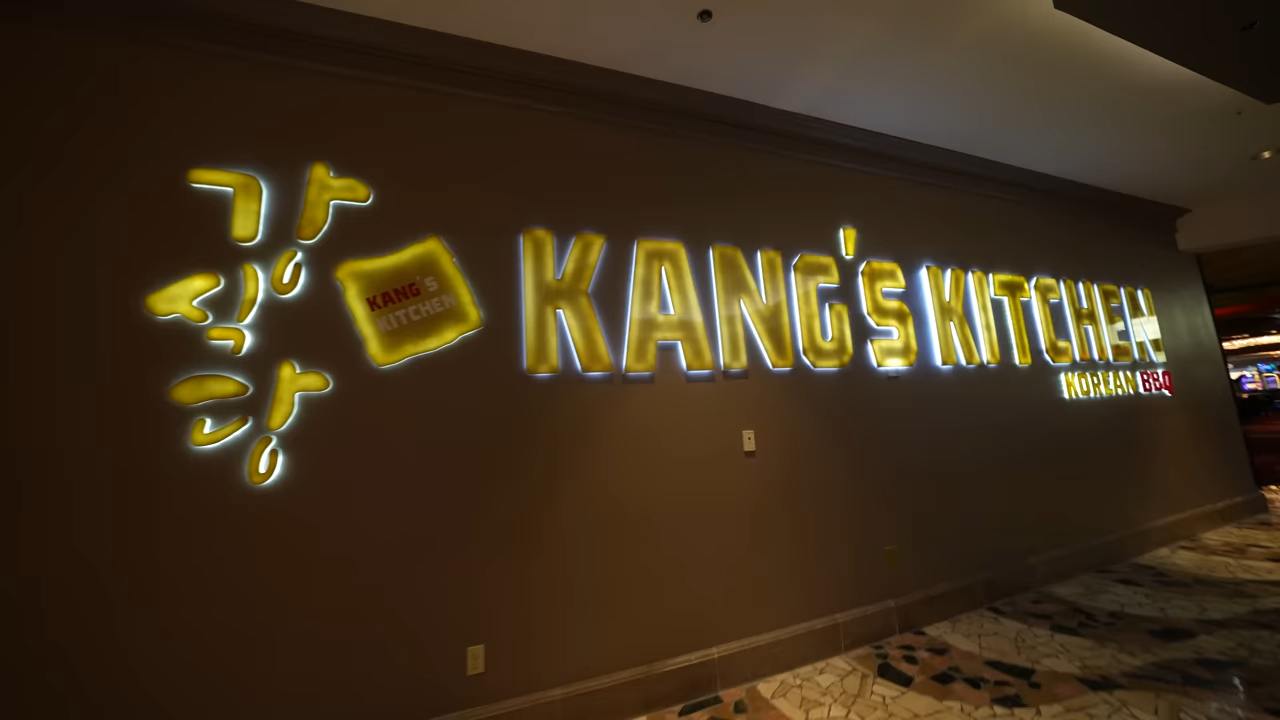 강
식
당
KANG'S
KITCHEN
KANG'S KITCHEN
KOREAN BBQ